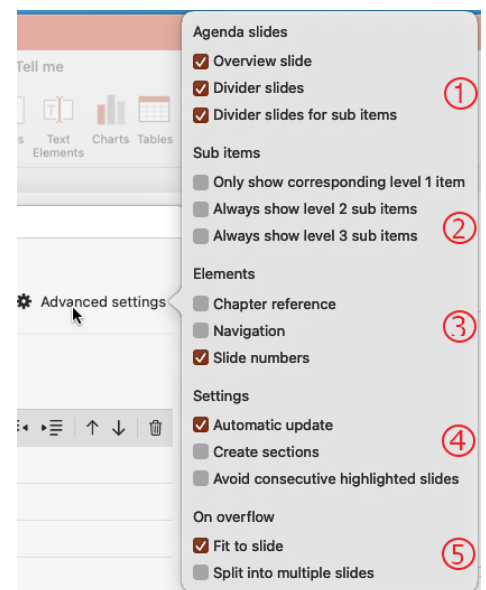 Agenda slides
Overview slide
Divider slides
Divider slides for sub items
①
Sub items
Only show corresponding level 1 item
Always show level 2 sub items
Always show level 3 sub items
②
Elements
Chapter reference
Navigation
Slide numbers
③
Settings
Automatic update
Create sections
Avoid consecutive highlighted slides
④
On overflow
Fit to slide
Split into multiple slides
⑤
Tell me
s
Text
Elements
Charts
Tables
Advanced settings